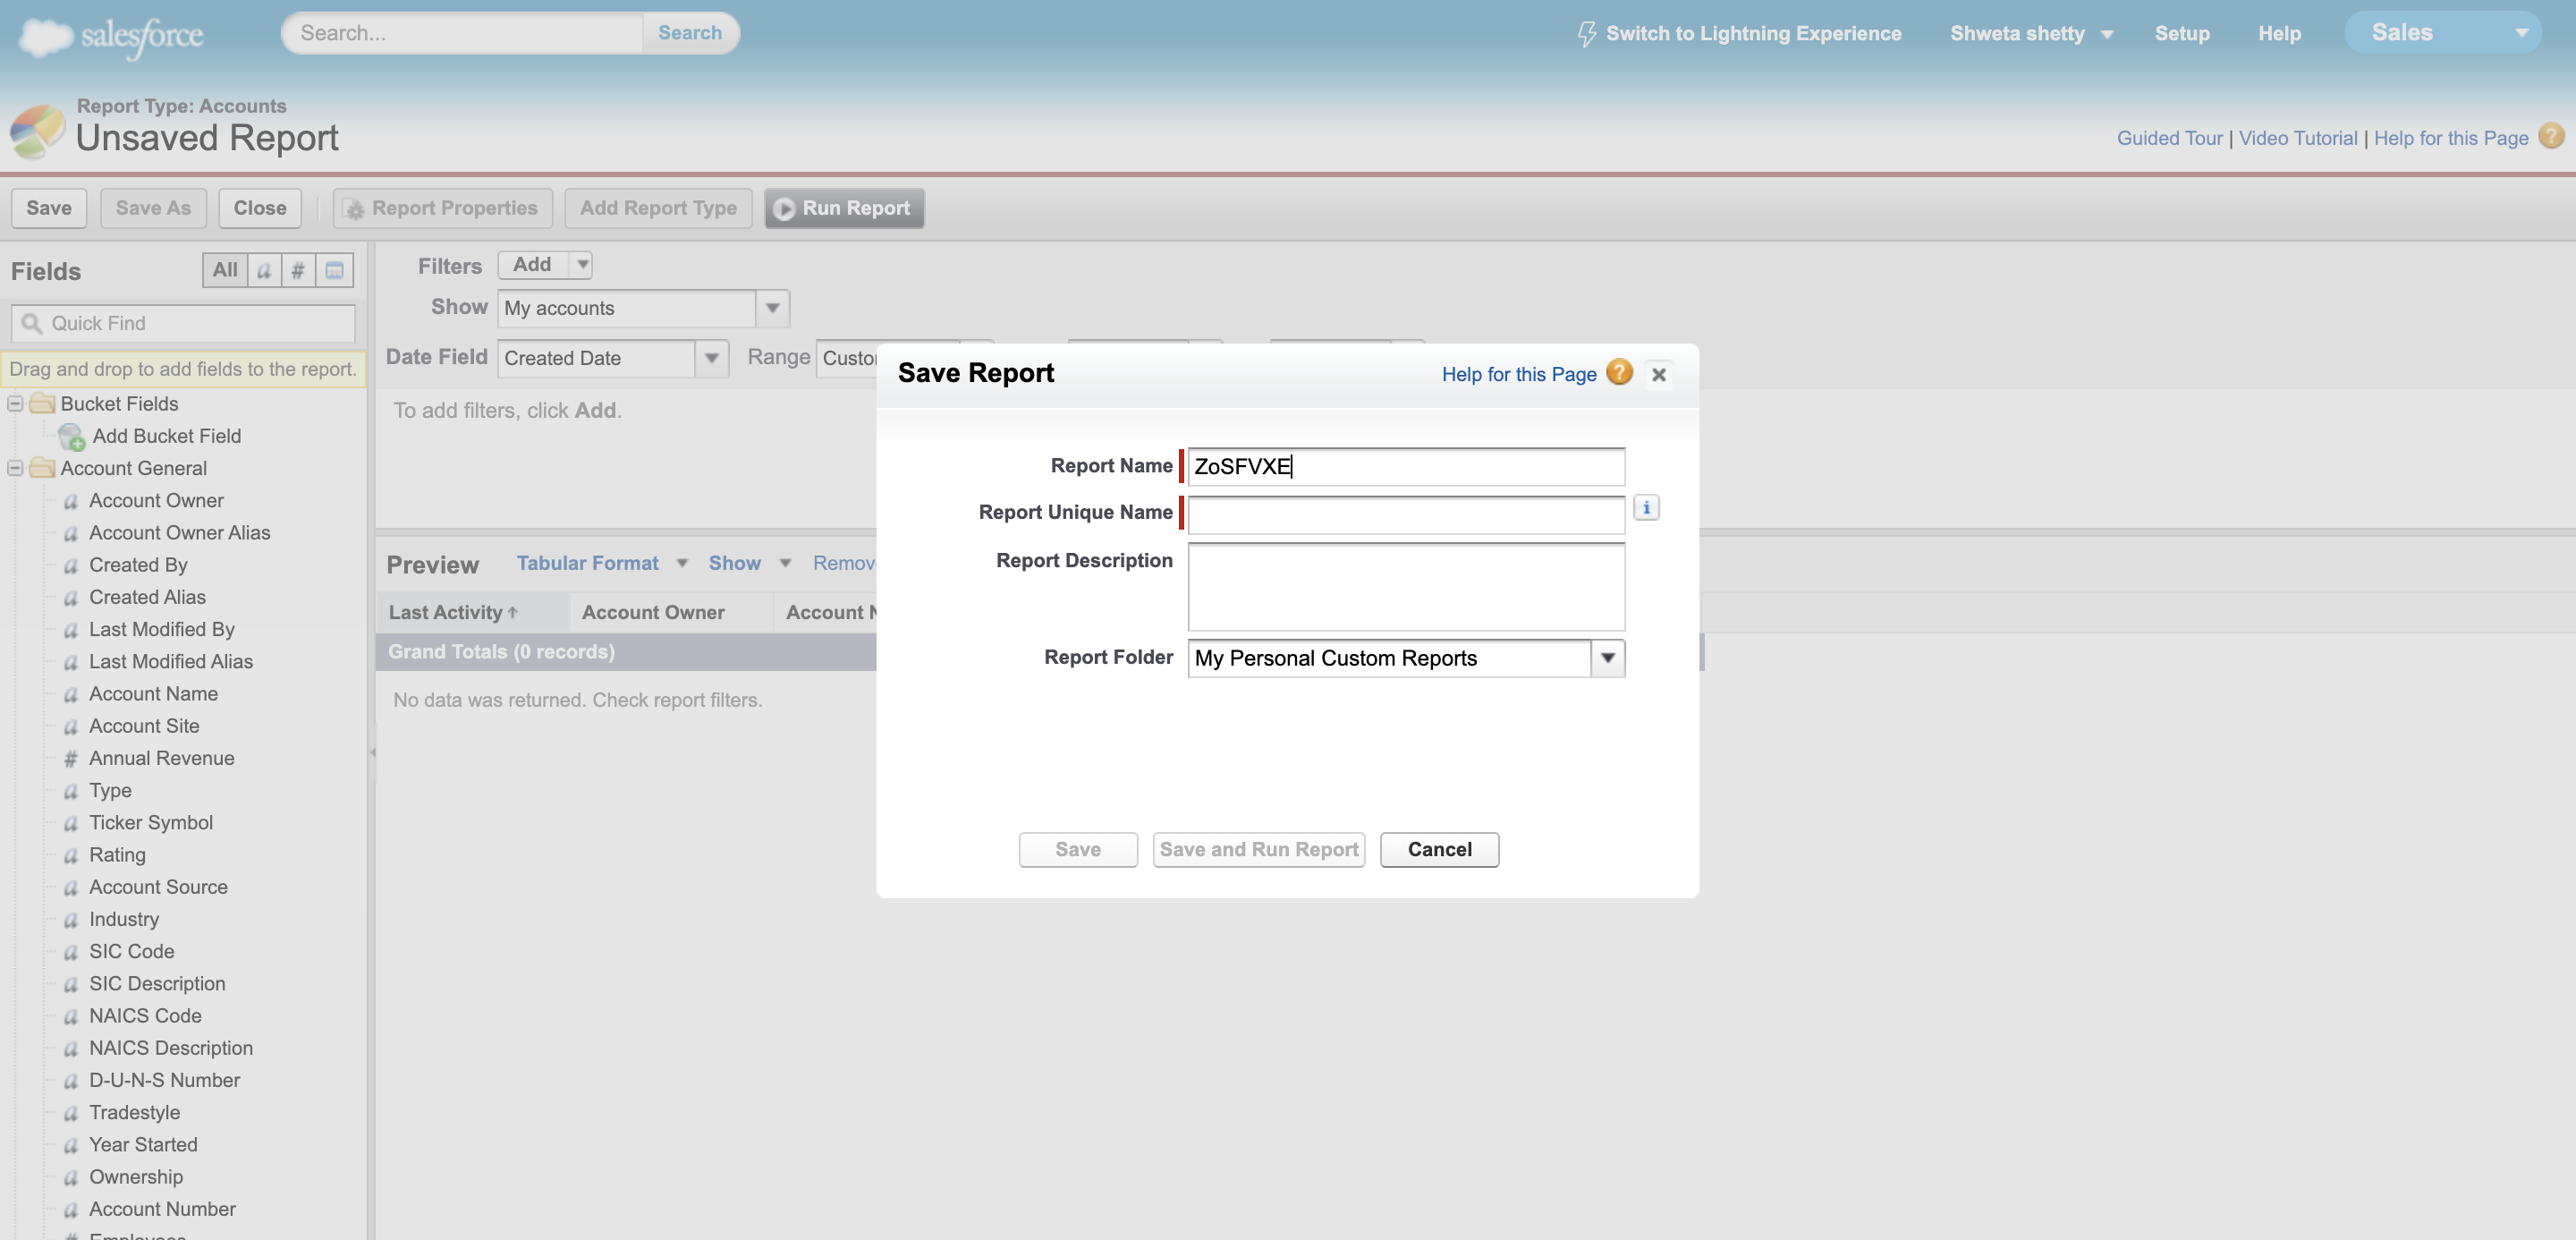 salesforce
Search...
Search
Switch to Lightning Experience
Shweta shetty
Setup
Help
Sales
Report Type: Accounts
Unsaved Report
Guided Tour | Video Tutorial | Help for this Page ?
Save
Save As
Close
Report Properties
Add Report Type
Run Report
Fields
All
a
#
Quick Find
Drag and drop to add fields to the report.
Bucket Fields
Add Bucket Field
Account General
a Account Owner
a Account Owner Alias
a Created By
a Created Alias
a Last Modified By
a Last Modified Alias
a Account Name
a Account Site
# Annual Revenue
a Type
a Ticker Symbol
a Rating
a Account Source
a Industry
a SIC Code
a SIC Description
a NAICS Code
a NAICS Description
a D-U-N-S Number
a Tradestyle
a Year Started
a Ownership
a Account Number
Filters
Add
Show
My accounts
Date Field
Created Date
Range
Custo
To add filters, click Add.
Preview
Tabular Format
Show
Remov
Last Activity
Account Owner
Account N
Grand Totals (0 records)
No data was returned. Check report filters.
Save Report
Help for this Page ?
Report Name
ZoSFVXE
Report Unique Name
i
Report Description
Report Folder
My Personal Custom Reports
Save
Save and Run Report
Cancel